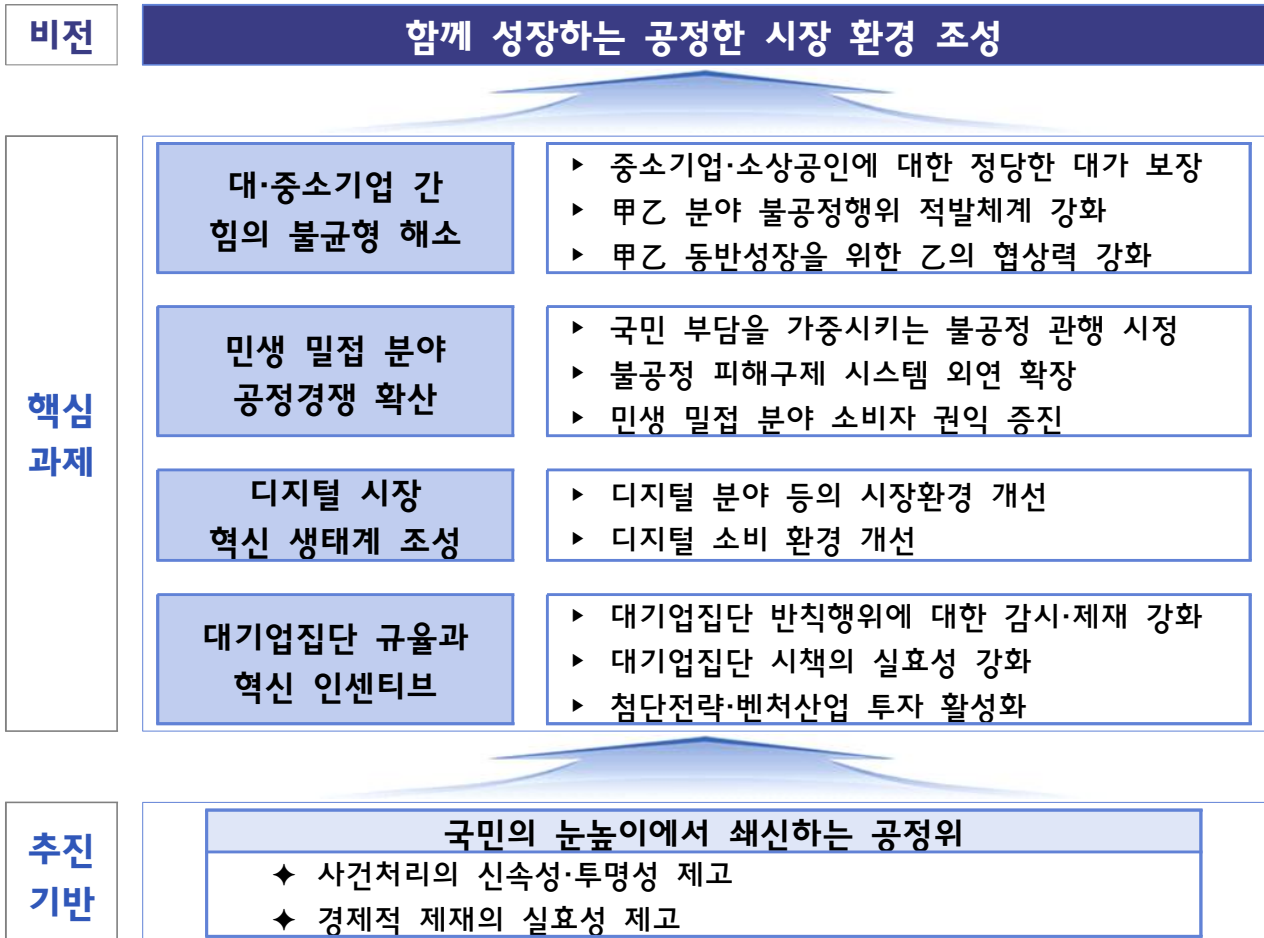 비전
함께 성장하는 공정한 시장 환경 조성
핵심
과제
대·중소기업 간
힘의 불균형 해소
▸ 중소기업·소상공인에 대한 정당한 대가 보장
▸ 甲乙 분야 불공정행위 적발체계 강화
▸ 甲乙 동반성장을 위한 乙의 협상력 강화
민생 밀접 분야
공정경쟁 확산
▸ 국민 부담을 가중시키는 불공정 관행 시정
▸ 불공정 피해구제 시스템 외연 확장
▸ 민생 밀접 분야 소비자 권익 증진
디지털 시장
혁신 생태계 조성
▸ 디지털 분야 등의 시장환경 개선
▸ 디지털 소비 환경 개선
대기업집단 규율과
혁신 인센티브
▸ 대기업집단 반칙행위에 대한 감시·제재 강화
▸ 대기업집단 시책의 실효성 강화
▸ 첨단전략·벤처산업 투자 활성화
추진
기반
국민의 눈높이에서 쇄신하는 공정위
✦ 사건처리의 신속성·투명성 제고
✦ 경제적 제재의 실효성 제고